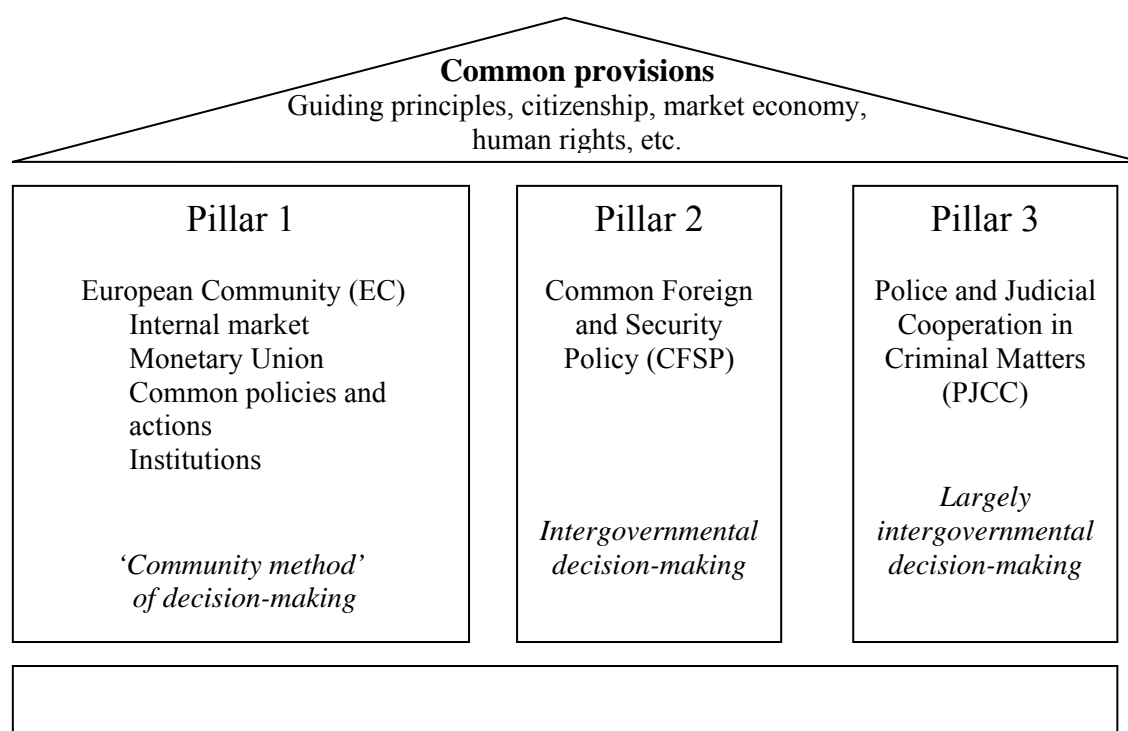 Common provisions
Guiding principles, citizenship, market economy,
human rights, etc.
Pillar 1
European Community (EC)
Internal market
Monetary Union
Common policies and
actions
Institutions
‘Community method’
of decision-making
Pillar 2
Common Foreign
and Security
Policy (CFSP)
Intergovernmental
decision-making
Pillar 3
Police and Judicial
Cooperation in
Criminal Matters
(PJCC)
Largely
intergovernmental
decision-making